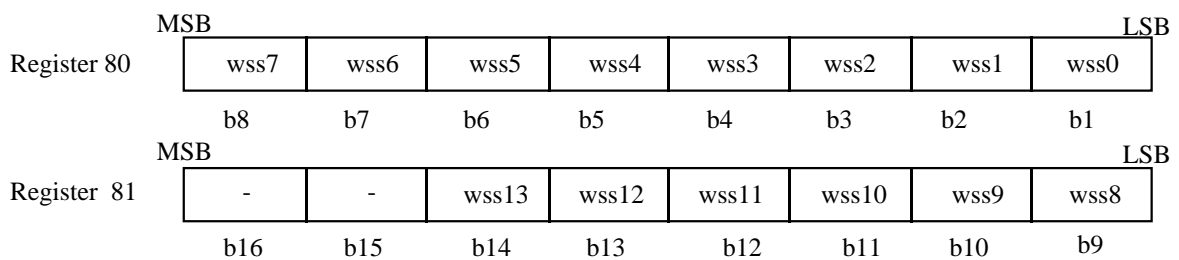 MSB LSB
Register 80 wss7 wss6 wss5 wss4 wss3 wss2 wss1 wss0
b8 b7 b6 b5 b4 b3 b2 b1
MSB LSB
Register 81 - - wss13 wss12 wss11 wss10 wss9 wss8
b16 b15 b14 b13 b12 b11 b10 b9